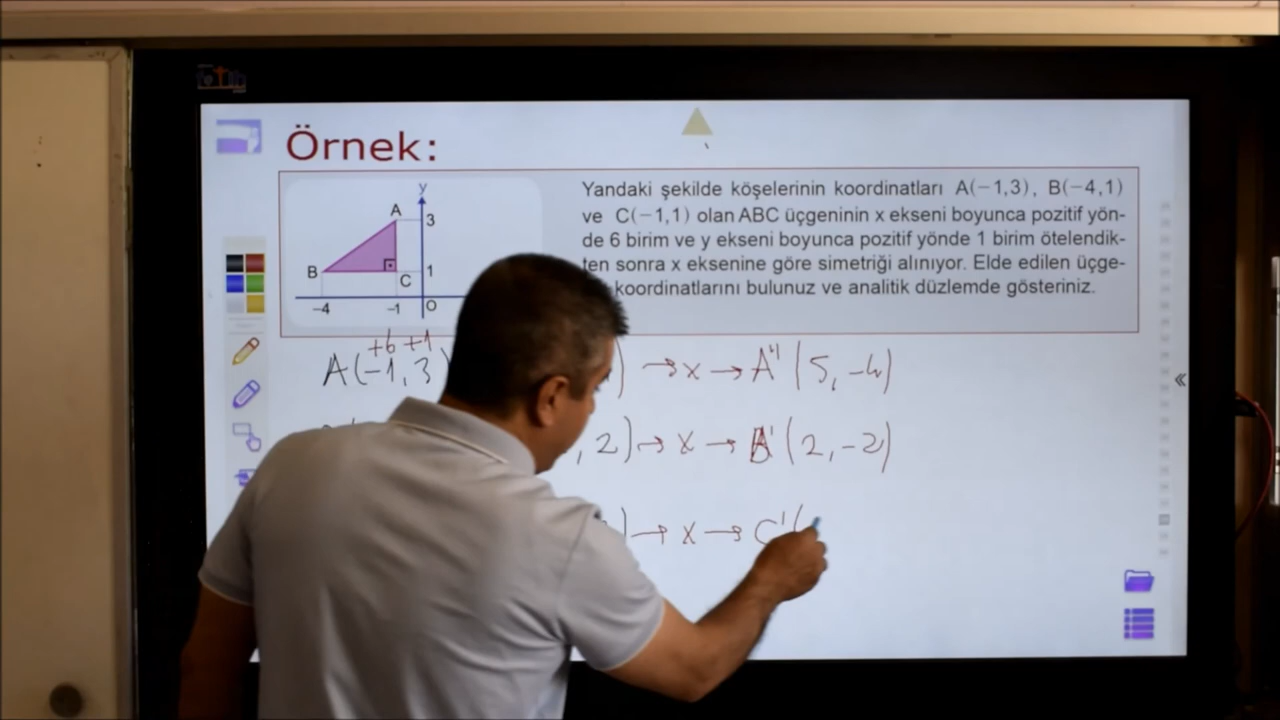 fatih
Örnek:
Yandaki şekilde köşelerinin koordinatları A(−1,3), B(−4,1)
ve C(−1,1) olan ABC üçgeninin x ekseni boyunca pozitif yön-
de 6 birim ve y ekseni boyunca pozitif yönde 1 birim ötelendik-
ten sonra x eksenine göre simetriği alınıyor. Elde edilen üçge-
koordinatlarını bulunuz ve analitik düzlemde gösteriniz.
y
A 3
B C 1
−4 −1 O
+6 +1
A(−1,3) ) → x → A'' (5, −4)
, 2) → x → B' (2, −2)
) → x → C' (